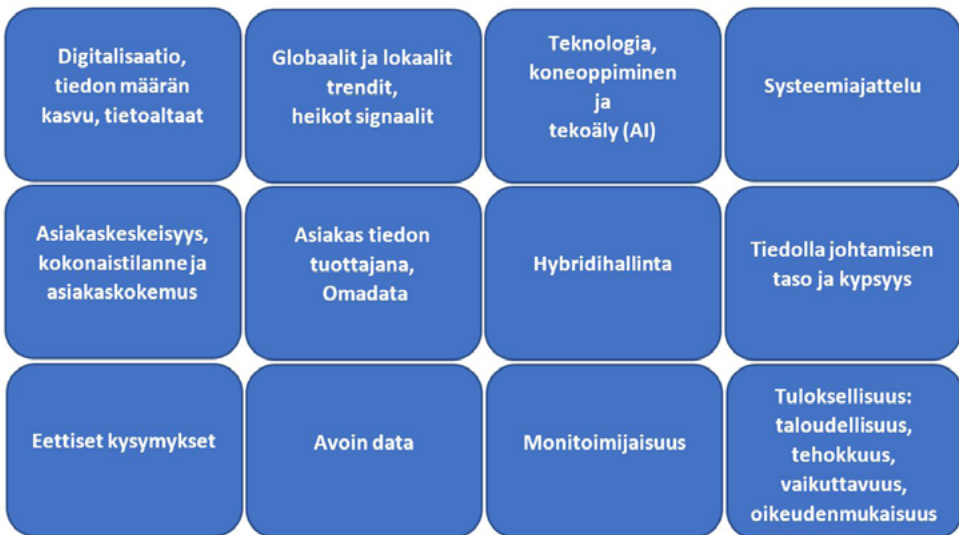 Digitalisaatio,
tiedon määrän
kasvu, tietoaltaat
Globaalit ja lokaalit
trendit,
heikot signaalit
Teknologia,
koneoppiminen
ja
tekoäly (AI)
Systeemiajattelu
Asiakaskeskeisyys,
kokonaistilanne ja
asiakaskokemus
Asiakas tiedon
tuottajana,
Omadata
Hybridihallinta
Tiedolla johtamisen
taso ja kypsyys
Eettiset kysymykset
Avoin data
Monitoimijaisuus
Tuloksellisuus:
taloudellisuus,
tehokkuus,
vaikuttavuus,
oikeudenmukaisuus